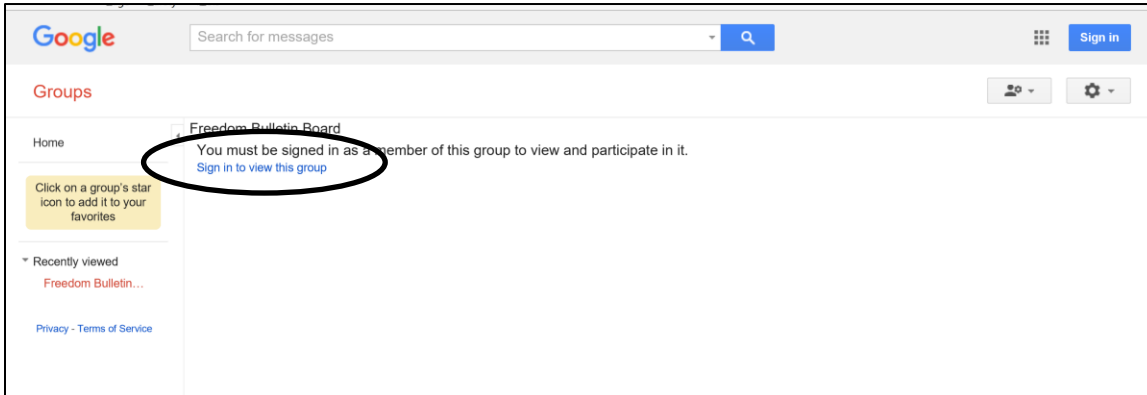 Google
Search for messages
Sign in
Groups
Home
Freedom Bulletin Board
You must be signed in as a member of this group to view and participate in it.
Sign in to view this group
Click on a group's star
icon to add it to your
favorites
Recently viewed
Freedom Bulletin…
Privacy - Terms of Service